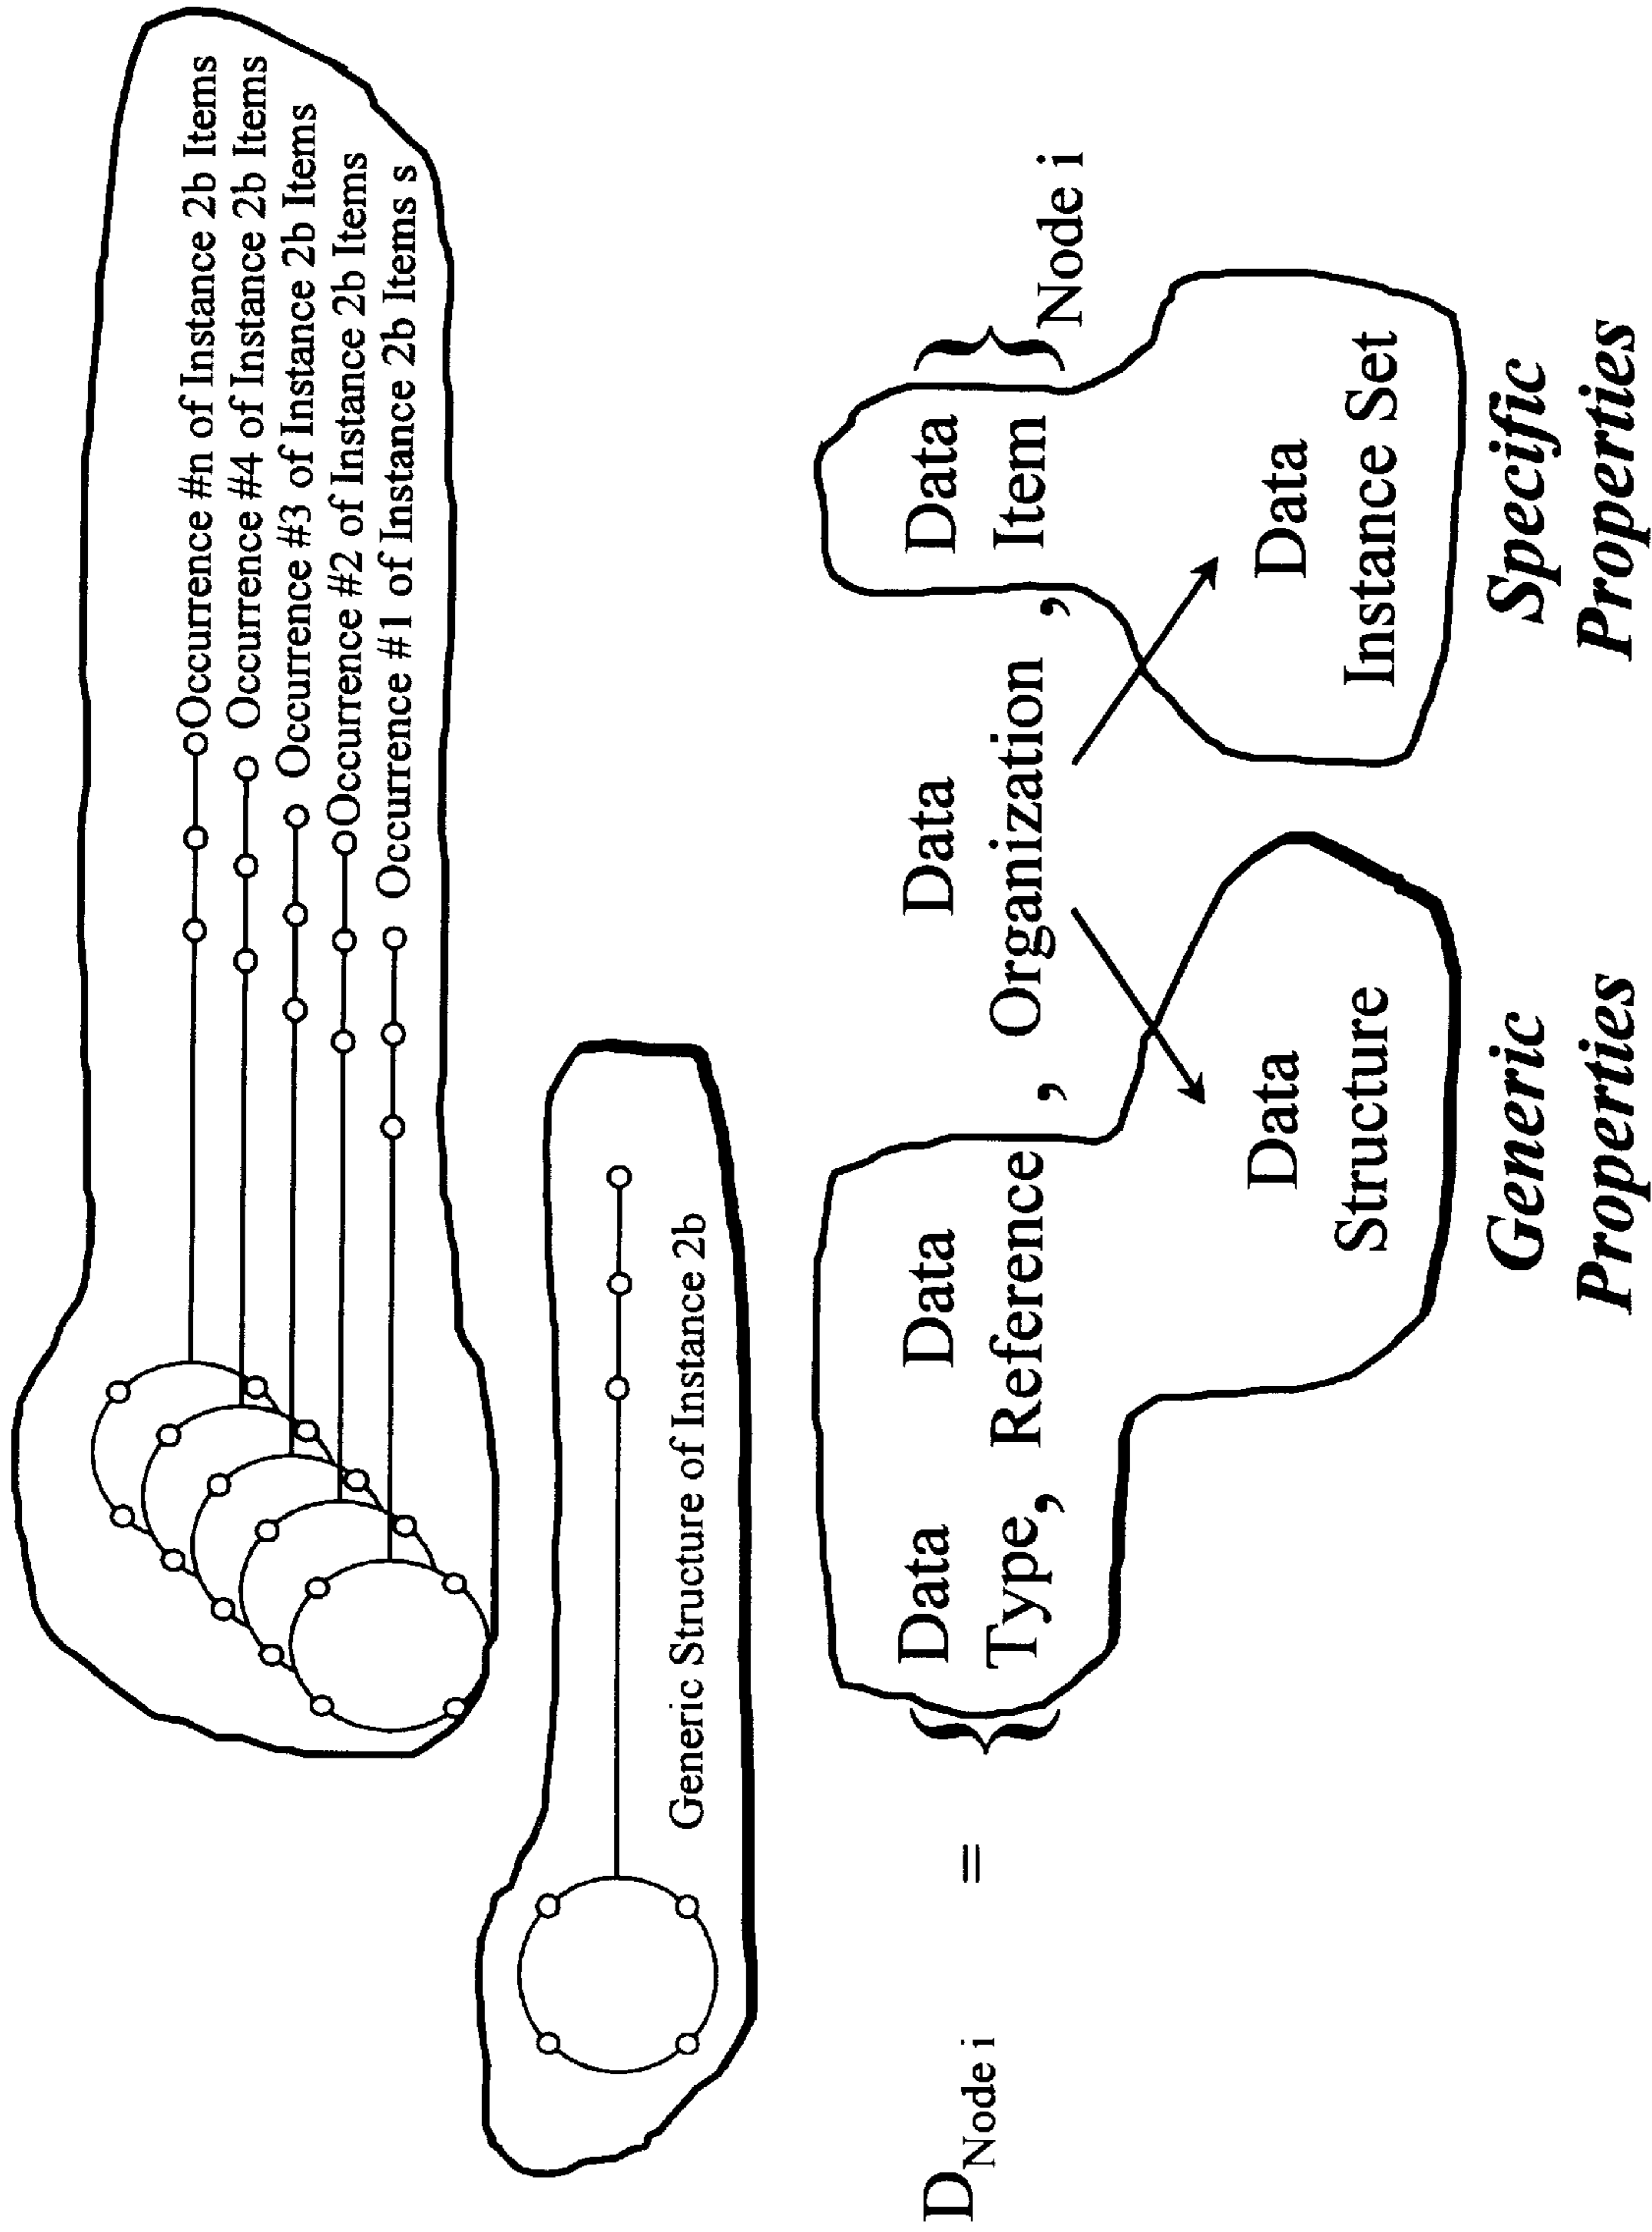 Occurrence #n of Instance 2b Items
Occurrence #4 of Instance 2b Items
Occurrence #3 of Instance 2b Items
Occurrence #2 of Instance 2b Items
Occurrence #1 of Instance 2b Items s
Generic Structure of Instance 2b
D Node i = { Data Data Data Data }
Type, Reference, Organization, Item Node i
Data Data
Structure Instance Set
Generic Specific
Properties Properties